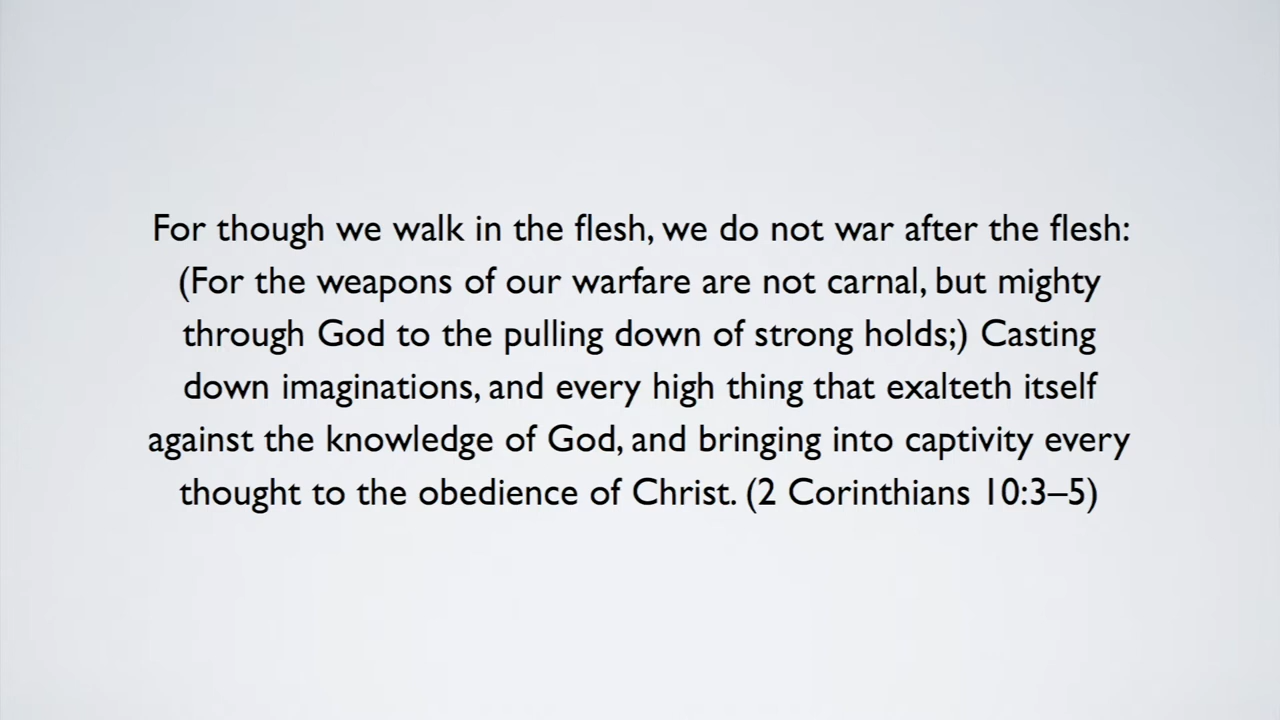 For though we walk in the flesh, we do not war after the flesh:
(For the weapons of our warfare are not carnal, but mighty
through God to the pulling down of strong holds;) Casting
down imaginations, and every high thing that exalteth itself
against the knowledge of God, and bringing into captivity every
thought to the obedience of Christ. (2 Corinthians 10:3–5)